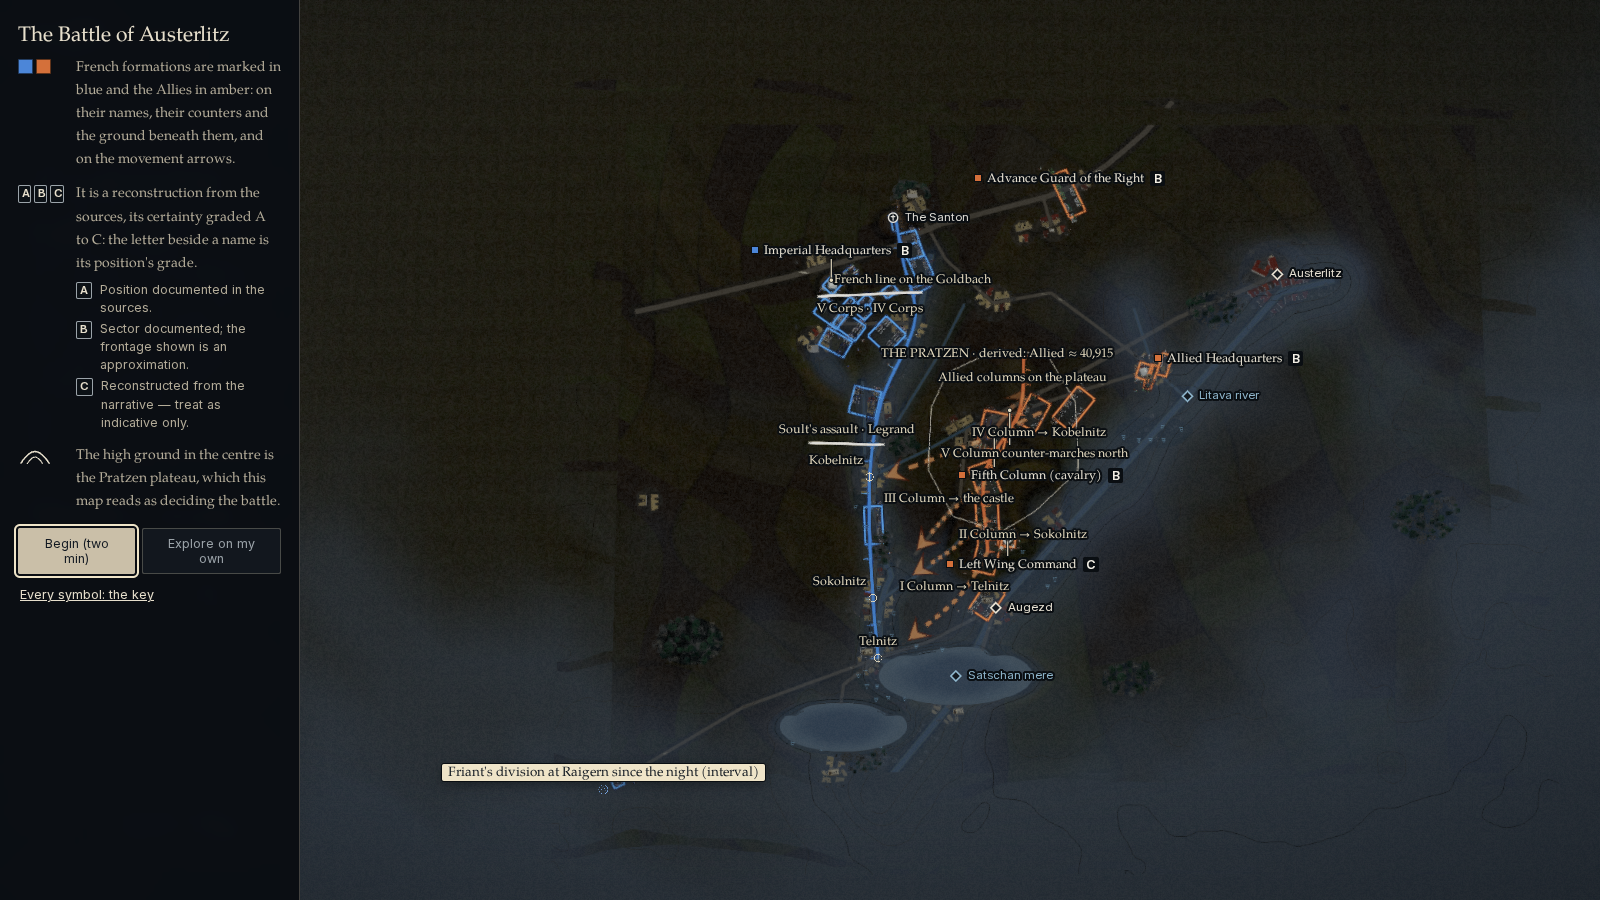 The Battle of Austerlitz
French formations are marked in
blue and the Allies in amber: on
their names, their counters and
the ground beneath them, and
on the movement arrows.
A B C
It is a reconstruction from the
sources, its certainty graded A
to C: the letter beside a name is
its position's grade.
A Position documented in the
sources.
B Sector documented; the
frontage shown is an
approximation.
C Reconstructed from the
narrative — treat as
indicative only.
The high ground in the centre is
the Pratzen plateau, which this
map reads as deciding the battle.
Begin (two
min)
Explore on my
own
Every symbol: the key
Advance Guard of the Right B
The Santon
Imperial Headquarters B
French line on the Goldbach
V Corps · IV Corps
Austerlitz
THE PRATZEN · derived: Allied ≈ 40,915
Allied Headquarters B
Allied columns on the plateau
Litava river
Soult's assault · Legrand
IV Column → Kobelnitz
V Column counter-marches north
Kobelnitz
Fifth Column (cavalry) B
III Column → the castle
II Column → Sokolnitz
Left Wing Command C
Sokolnitz
I Column → Telnitz
Augezd
Telnitz
Satschan mere
Friant's division at Raigern since the night (interval)